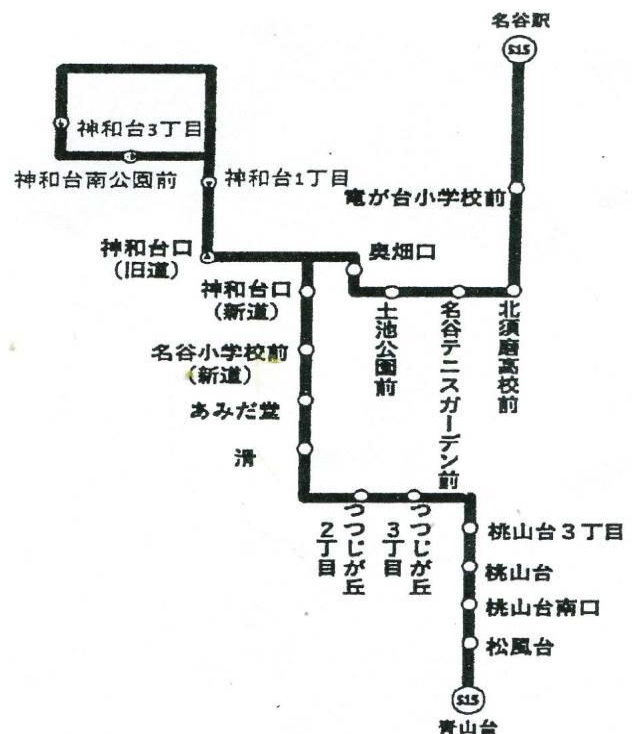 名谷駅
S15
神和台3丁目
神和台南公園前
神和台1丁目
竜が台小学校前
神和台口
(旧道)
奥畑口
神和台口
(新道)
土池公園前
名谷テニスガーデン前
北須磨高校前
名谷小学校前
(新道)
あみだ堂
滑
つつじが丘
2丁目
つつじが丘
3丁目
桃山台3丁目
桃山台
桃山台南口
松風台
S15
青山台